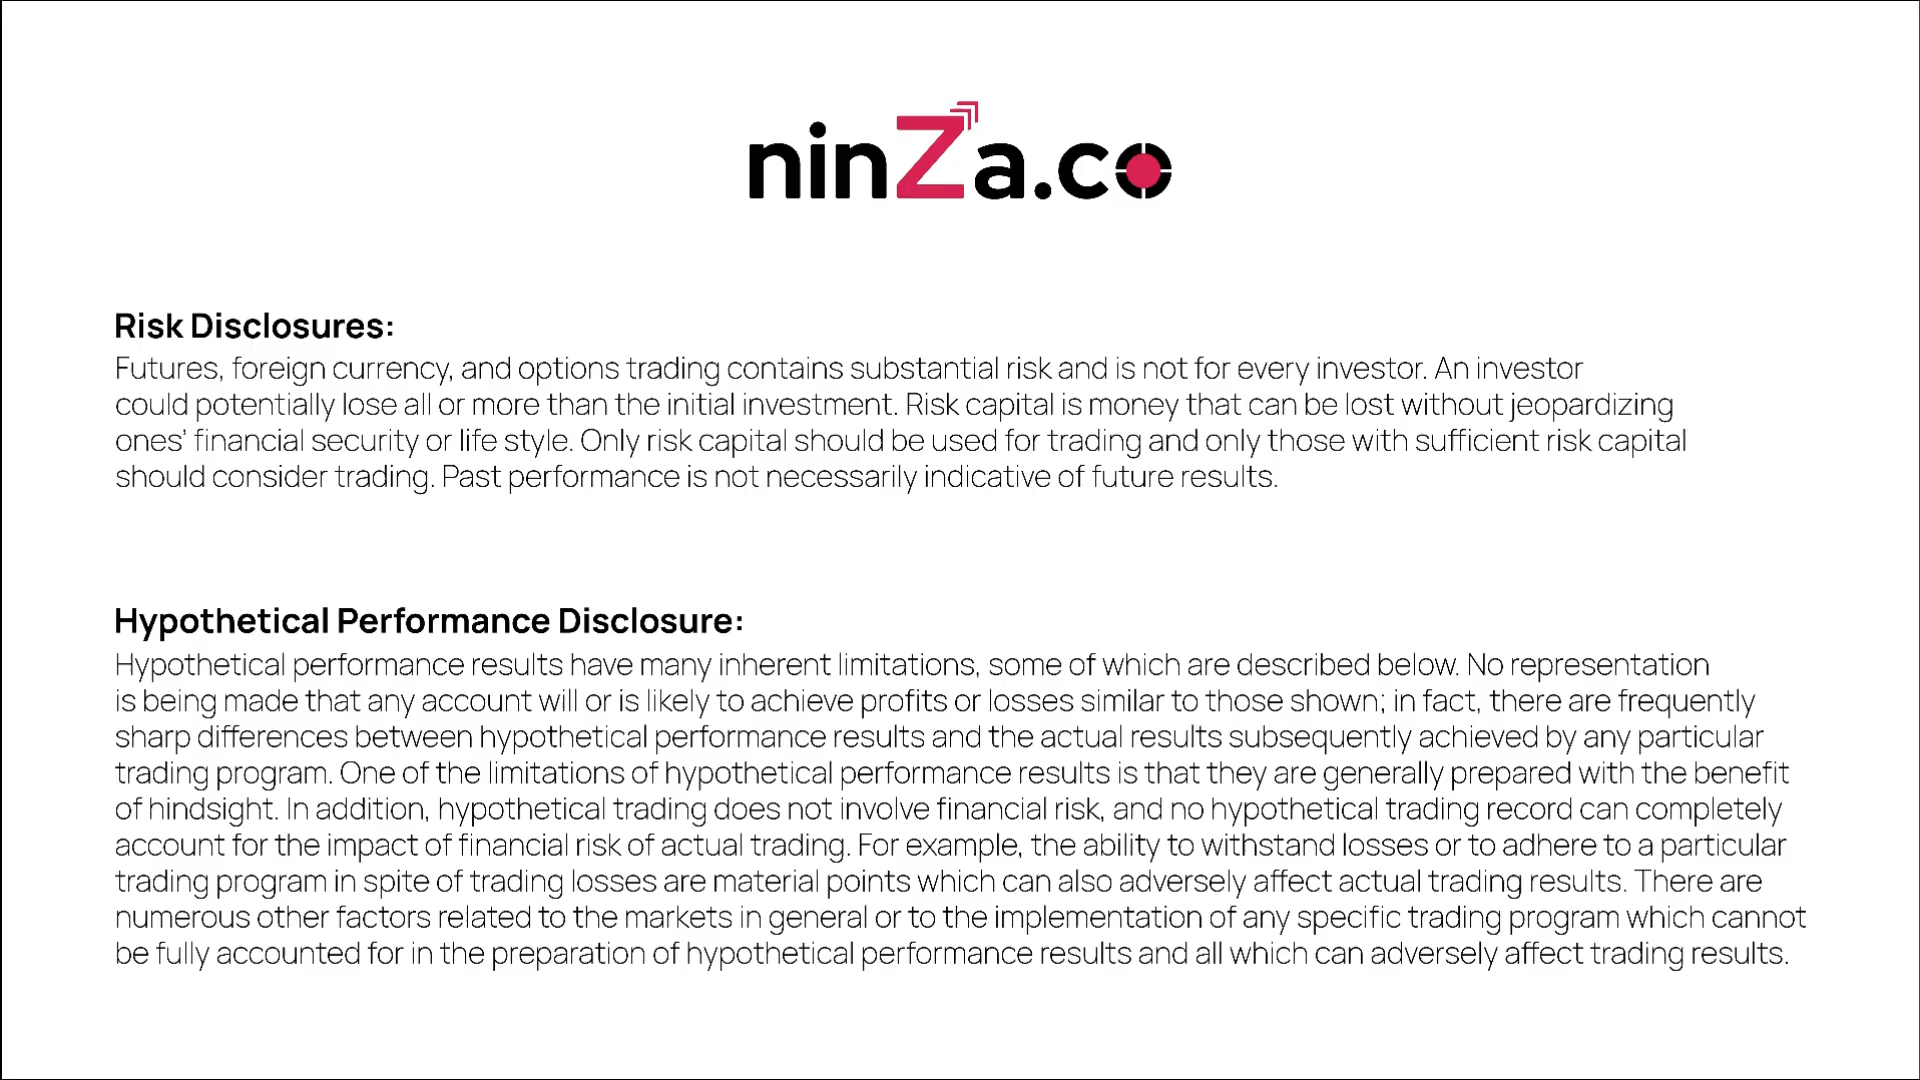 ninZa.co
Risk Disclosures:
Futures, foreign currency, and options trading contains substantial risk and is not for every investor. An investor
could potentially lose all or more than the initial investment. Risk capital is money that can be lost without jeopardizing
ones’ financial security or life style. Only risk capital should be used for trading and only those with sufficient risk capital
should consider trading. Past performance is not necessarily indicative of future results.
Hypothetical Performance Disclosure:
Hypothetical performance results have many inherent limitations, some of which are described below. No representation
is being made that any account will or is likely to achieve profits or losses similar to those shown; in fact, there are frequently
sharp differences between hypothetical performance results and the actual results subsequently achieved by any particular
trading program. One of the limitations of hypothetical performance results is that they are generally prepared with the benefit
of hindsight. In addition, hypothetical trading does not involve financial risk, and no hypothetical trading record can completely
account for the impact of financial risk of actual trading. For example, the ability to withstand losses or to adhere to a particular
trading program in spite of trading losses are material points which can also adversely affect actual trading results. There are
numerous other factors related to the markets in general or to the implementation of any specific trading program which cannot
be fully accounted for in the preparation of hypothetical performance results and all which can adversely affect trading results.